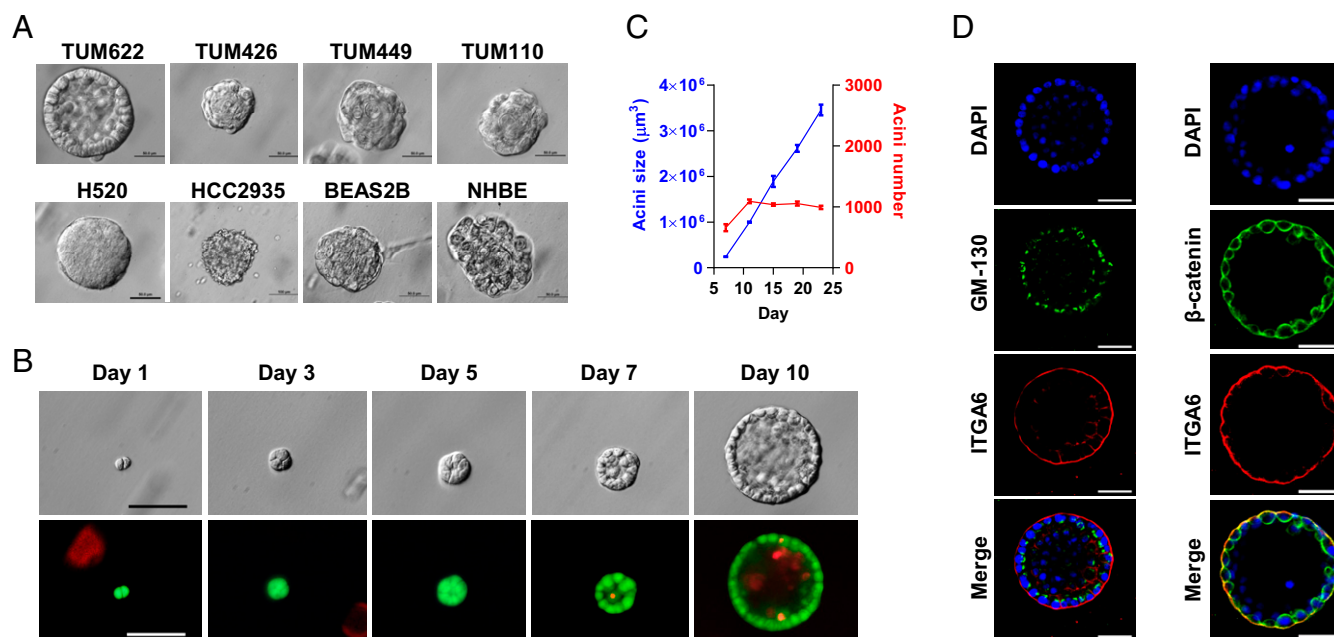 A
TUM622 TUM426 TUM449 TUM110
H520 HCC2935 BEAS2B NHBE
B
Day 1 Day 3 Day 5 Day 7 Day 10
C
Acini size (μm³)
4×10⁶
3×10⁶
2×10⁶
1×10⁶
0
3000
2000
1000
0
Acini number
5 10 15 20 25
Day
D
DAPI
GM-130
ITGA6
Merge
DAPI
β-catenin
ITGA6
Merge